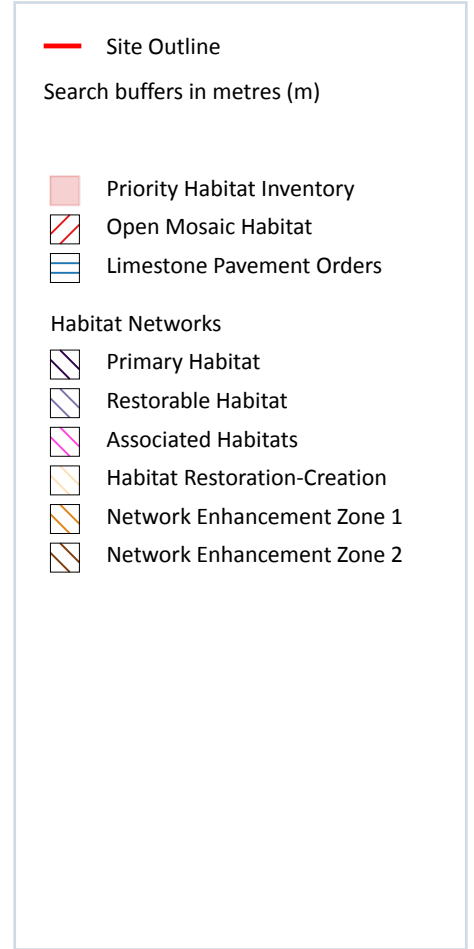 Site Outline
Search buffers in metres (m)
Priority Habitat Inventory
Open Mosaic Habitat
Limestone Pavement Orders
Habitat Networks
Primary Habitat
Restorable Habitat
Associated Habitats
Habitat Restoration-Creation
Network Enhancement Zone 1
Network Enhancement Zone 2